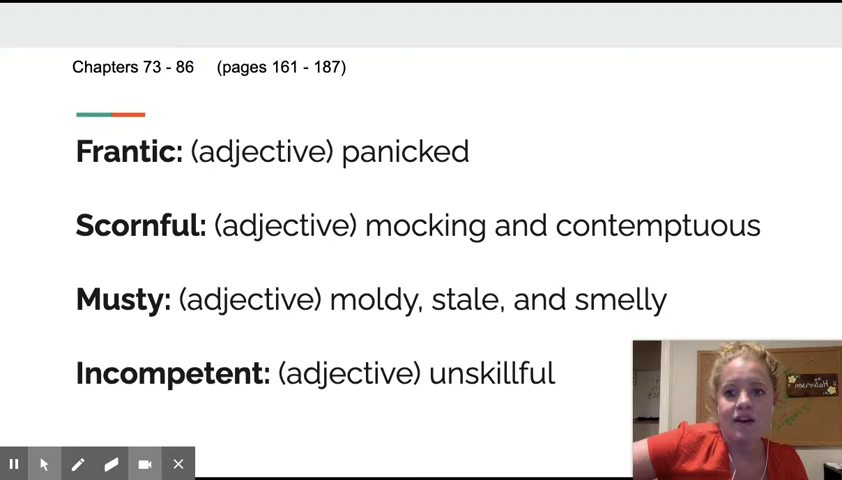 Chapters 73 - 86 (pages 161 - 187)
Frantic: (adjective) panicked
Scornful: (adjective) mocking and contemptuous
Musty: (adjective) moldy, stale, and smelly
Incompetent: (adjective) unskillful